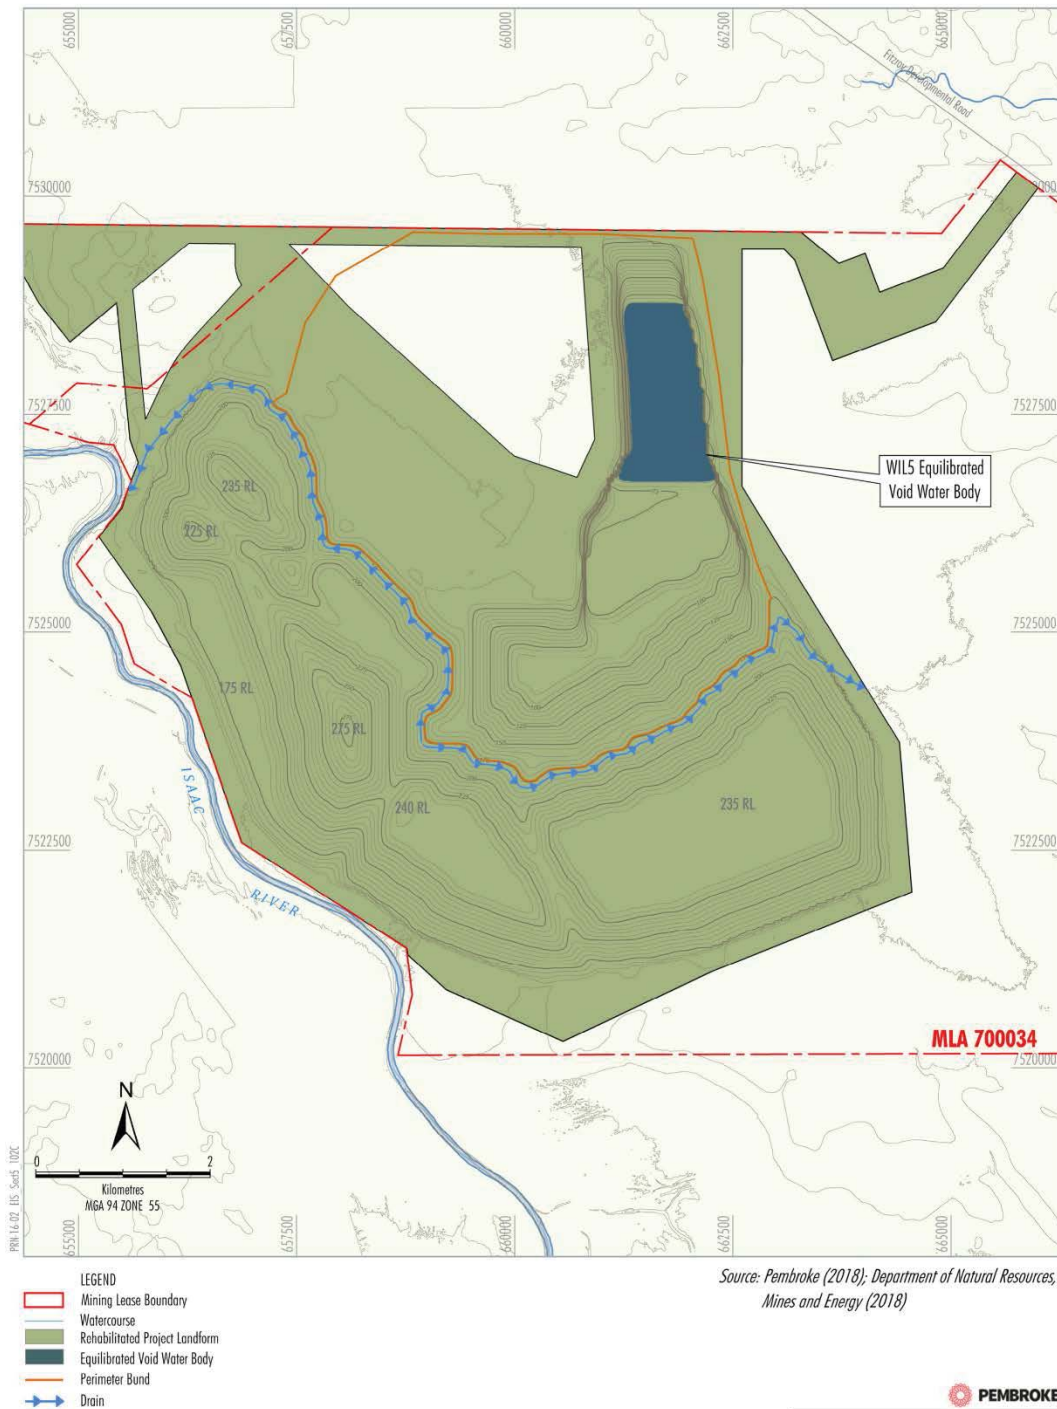 655000
657500
660000
662500
665000
Fitzroy Developmental Road
7530000
7527500
7527500
WIL5 Equilibrated
Void Water Body
235 RL
225 RL
7525000
7525000
175 RL
275 RL
240 RL
235 RL
7522500
7522500
ISAAC
RIVER
MLA 700034
7520000
7520000
N
0
2
Kilometres
MGA 94 ZONE 55
655000
657500
660000
662500
665000
LEGEND
Mining Lease Boundary
Watercourse
Rehabilitated Project Landform
Equilibrated Void Water Body
Perimeter Bund
Drain
Source: Pembroke (2018); Department of Natural Resources,
Mines and Energy (2018)
PEMBROKE